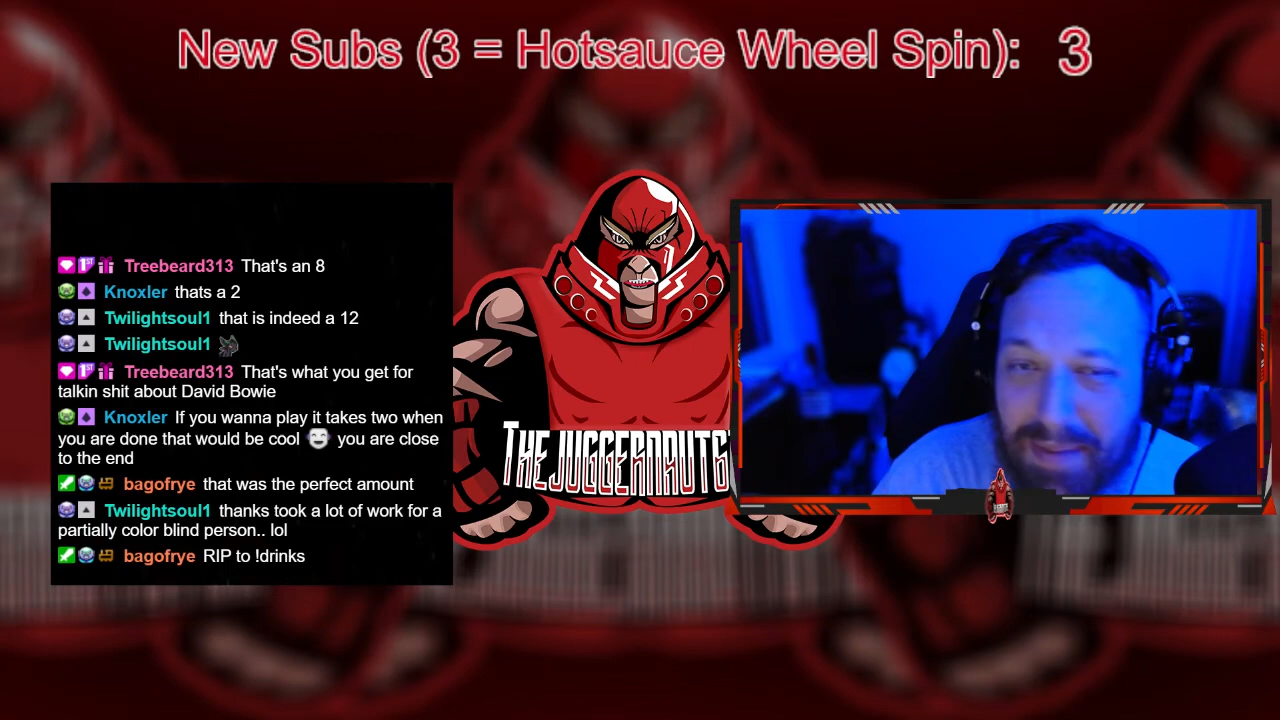 New Subs (3 = Hotsauce Wheel Spin): 3
Treebeard313 That's an 8
Knoxler thats a 2
Twilightsoul1 that is indeed a 12
Twilightsoul1
Treebeard313 That's what you get for
talkin shit about David Bowie
Knoxler If you wanna play it takes two when
you are done that would be cool you are close
to the end
bagofrye that was the perfect amount
Twilightsoul1 thanks took a lot of work for a
partially color blind person.. lol
bagofrye RIP to !drinks
THEJUGGERNAUT6